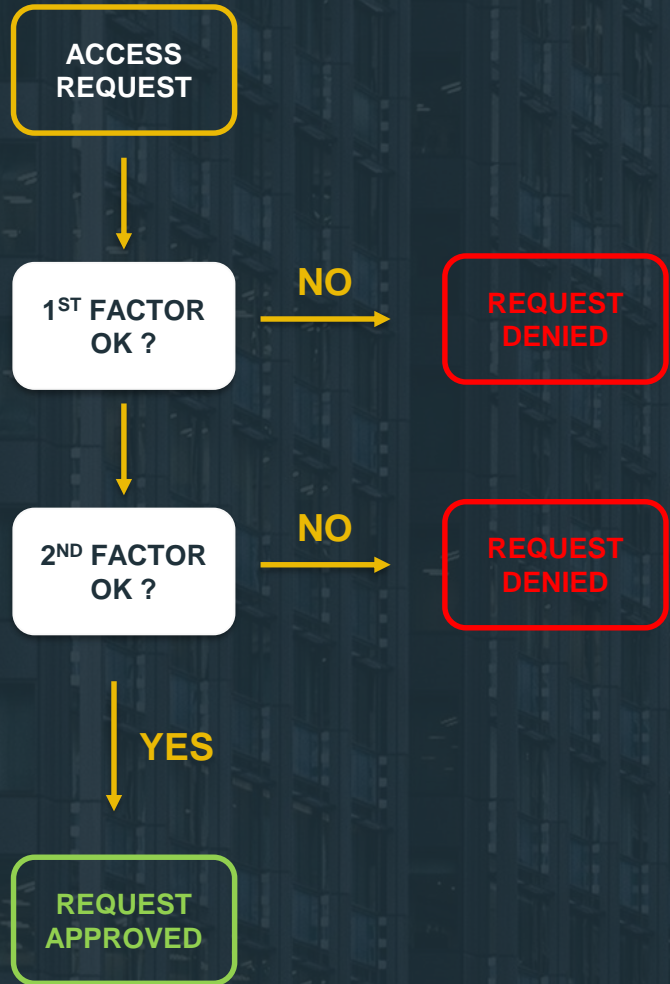 ACCESS
REQUEST
1ST FACTOR
OK ?
NO
REQUEST
DENIED
2ND FACTOR
OK ?
NO
REQUEST
DENIED
YES
REQUEST
APPROVED